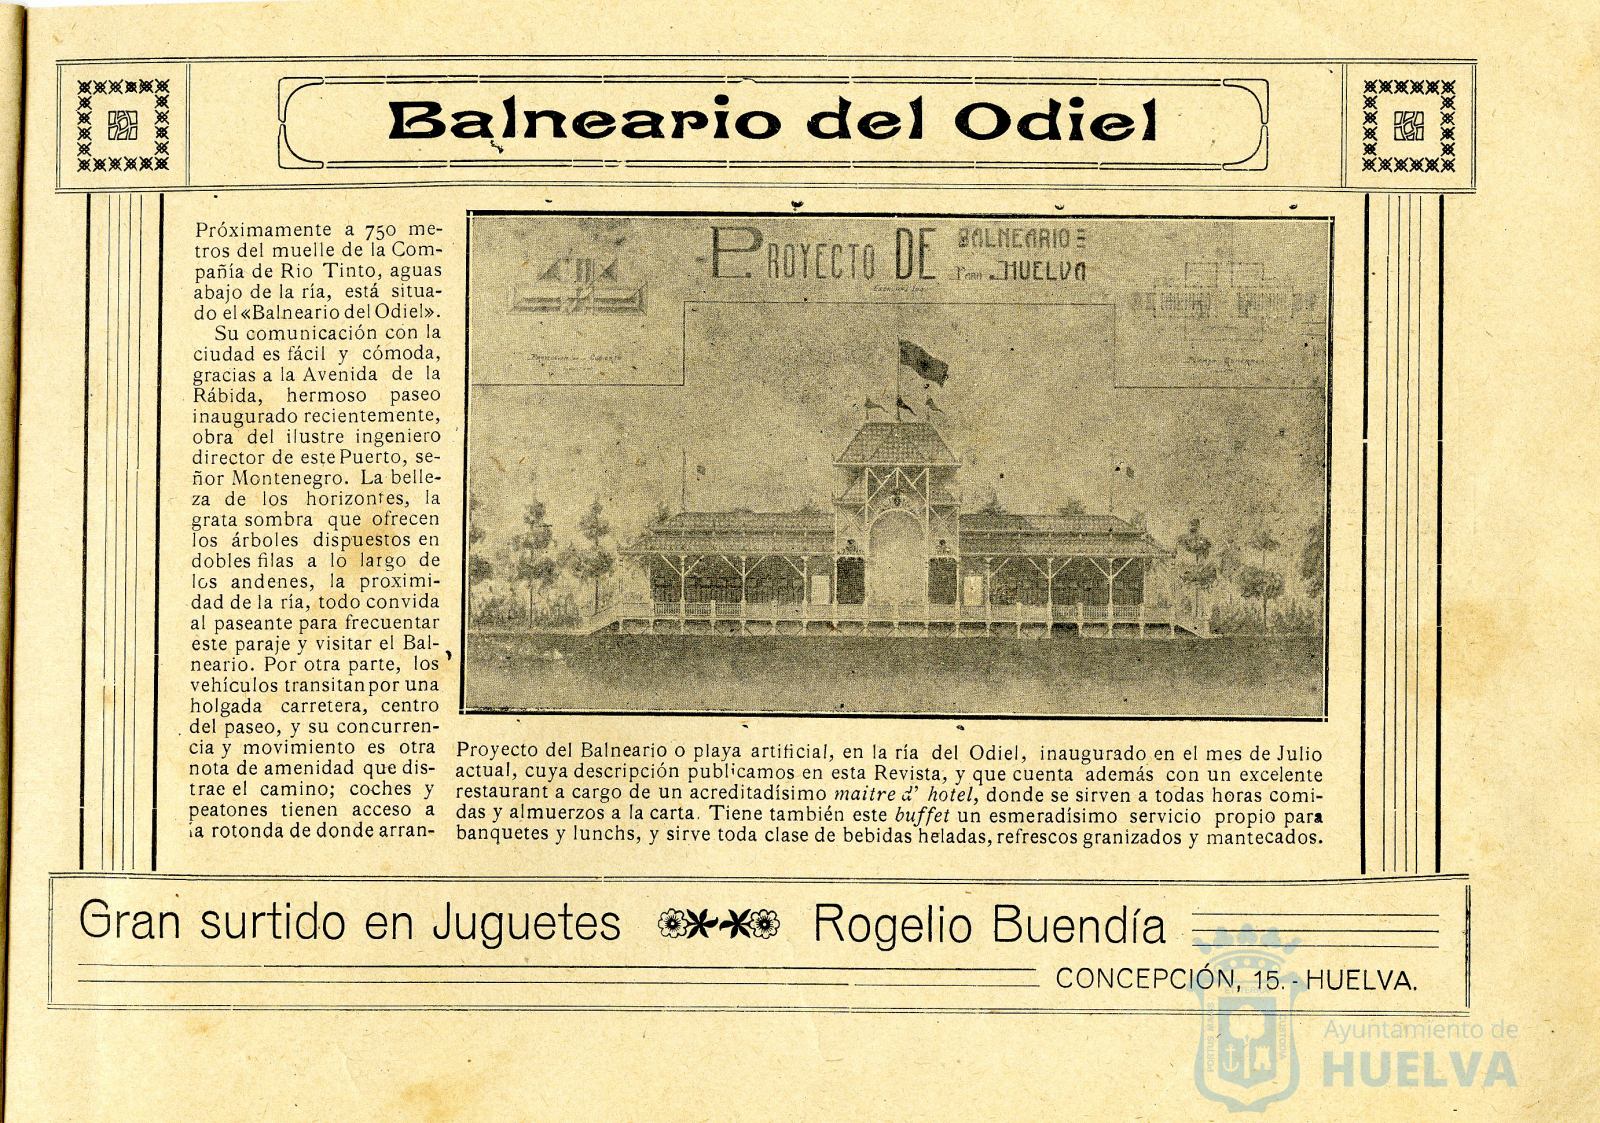 Balneario del Odiel
Próximamente a 750 me-
tros del muelle de la Com-
pañía de Rio Tinto, aguas
abajo de la ría, está situa-
do el «Balneario del Odiel».
Su comunicación con la
ciudad es fácil y cómoda,
gracias a la Avenida de la
Rábida, hermoso paseo
inaugurado recientemente,
obra del ilustre ingeniero
director de este Puerto, se-
ñor Montenegro. La belle-
za de los horizontes, la
grata sombra que ofrecen
los árboles dispuestos en
dobles filas a lo largo de
los andenes, la proximi-
dad de la ría, todo convida
al paseante para frecuentar
este paraje y visitar el Bal-
neario. Por otra parte, los
vehículos transitan por una
holgada carretera, centro
del paseo, y su concurren-
cia y movimiento es otra
nota de amenidad que dis-
trae el camino; coches y
peatones tienen acceso a
la rotonda de donde arran-
PROYECTO DE BALNEARIO
PARA HUELVA
Proyecto del Balneario o playa artificial, en la ría del Odiel, inaugurado en el mes de Julio
actual, cuya descripción publicamos en esta Revista, y que cuenta además con un excelente
restaurant a cargo de un acreditadísimo maitre d' hotel, donde se sirven a todas horas comi-
das y almuerzos a la carta. Tiene también este buffet un esmeradísimo servicio propio para
banquetes y lunchs, y sirve toda clase de bebidas heladas, refrescos granizados y mantecados.
Gran surtido en Juguetes Rogelio Buendía
CONCEPCIÓN, 15.-HUELVA.
PORTUS MARIS CUSTODIA
Ayuntamiento de
HUELVA